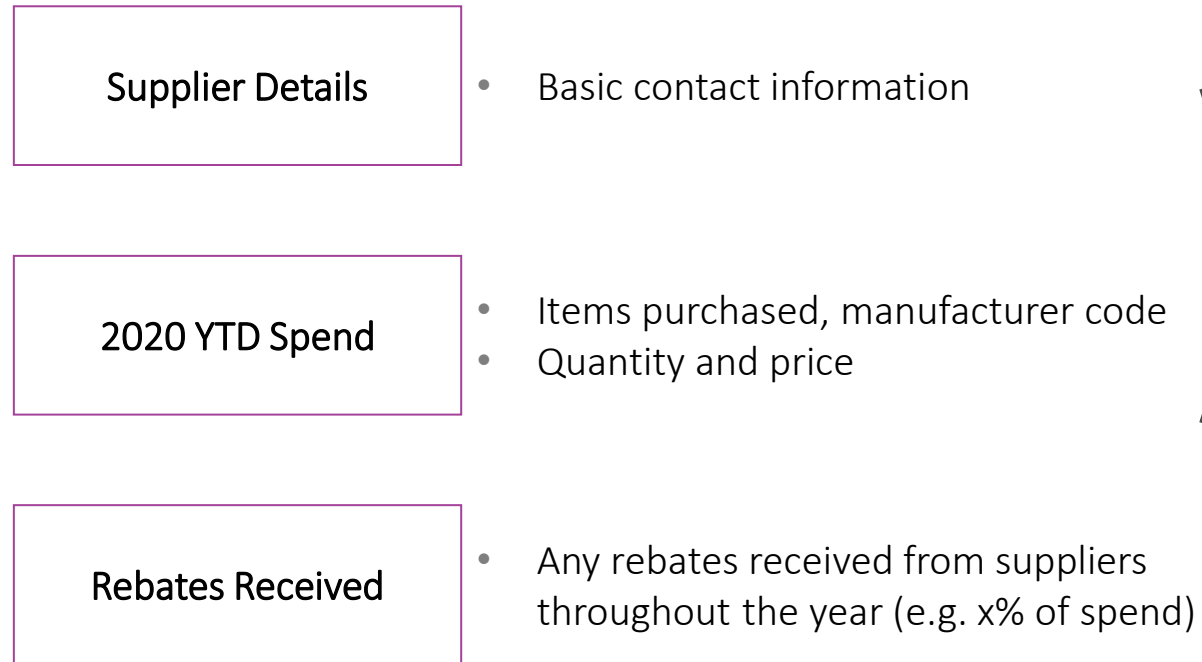 Supplier Details
• Basic contact information
2020 YTD Spend
• Items purchased, manufacturer code
• Quantity and price
Rebates Received
• Any rebates received from suppliers
throughout the year (e.g. x% of spend)